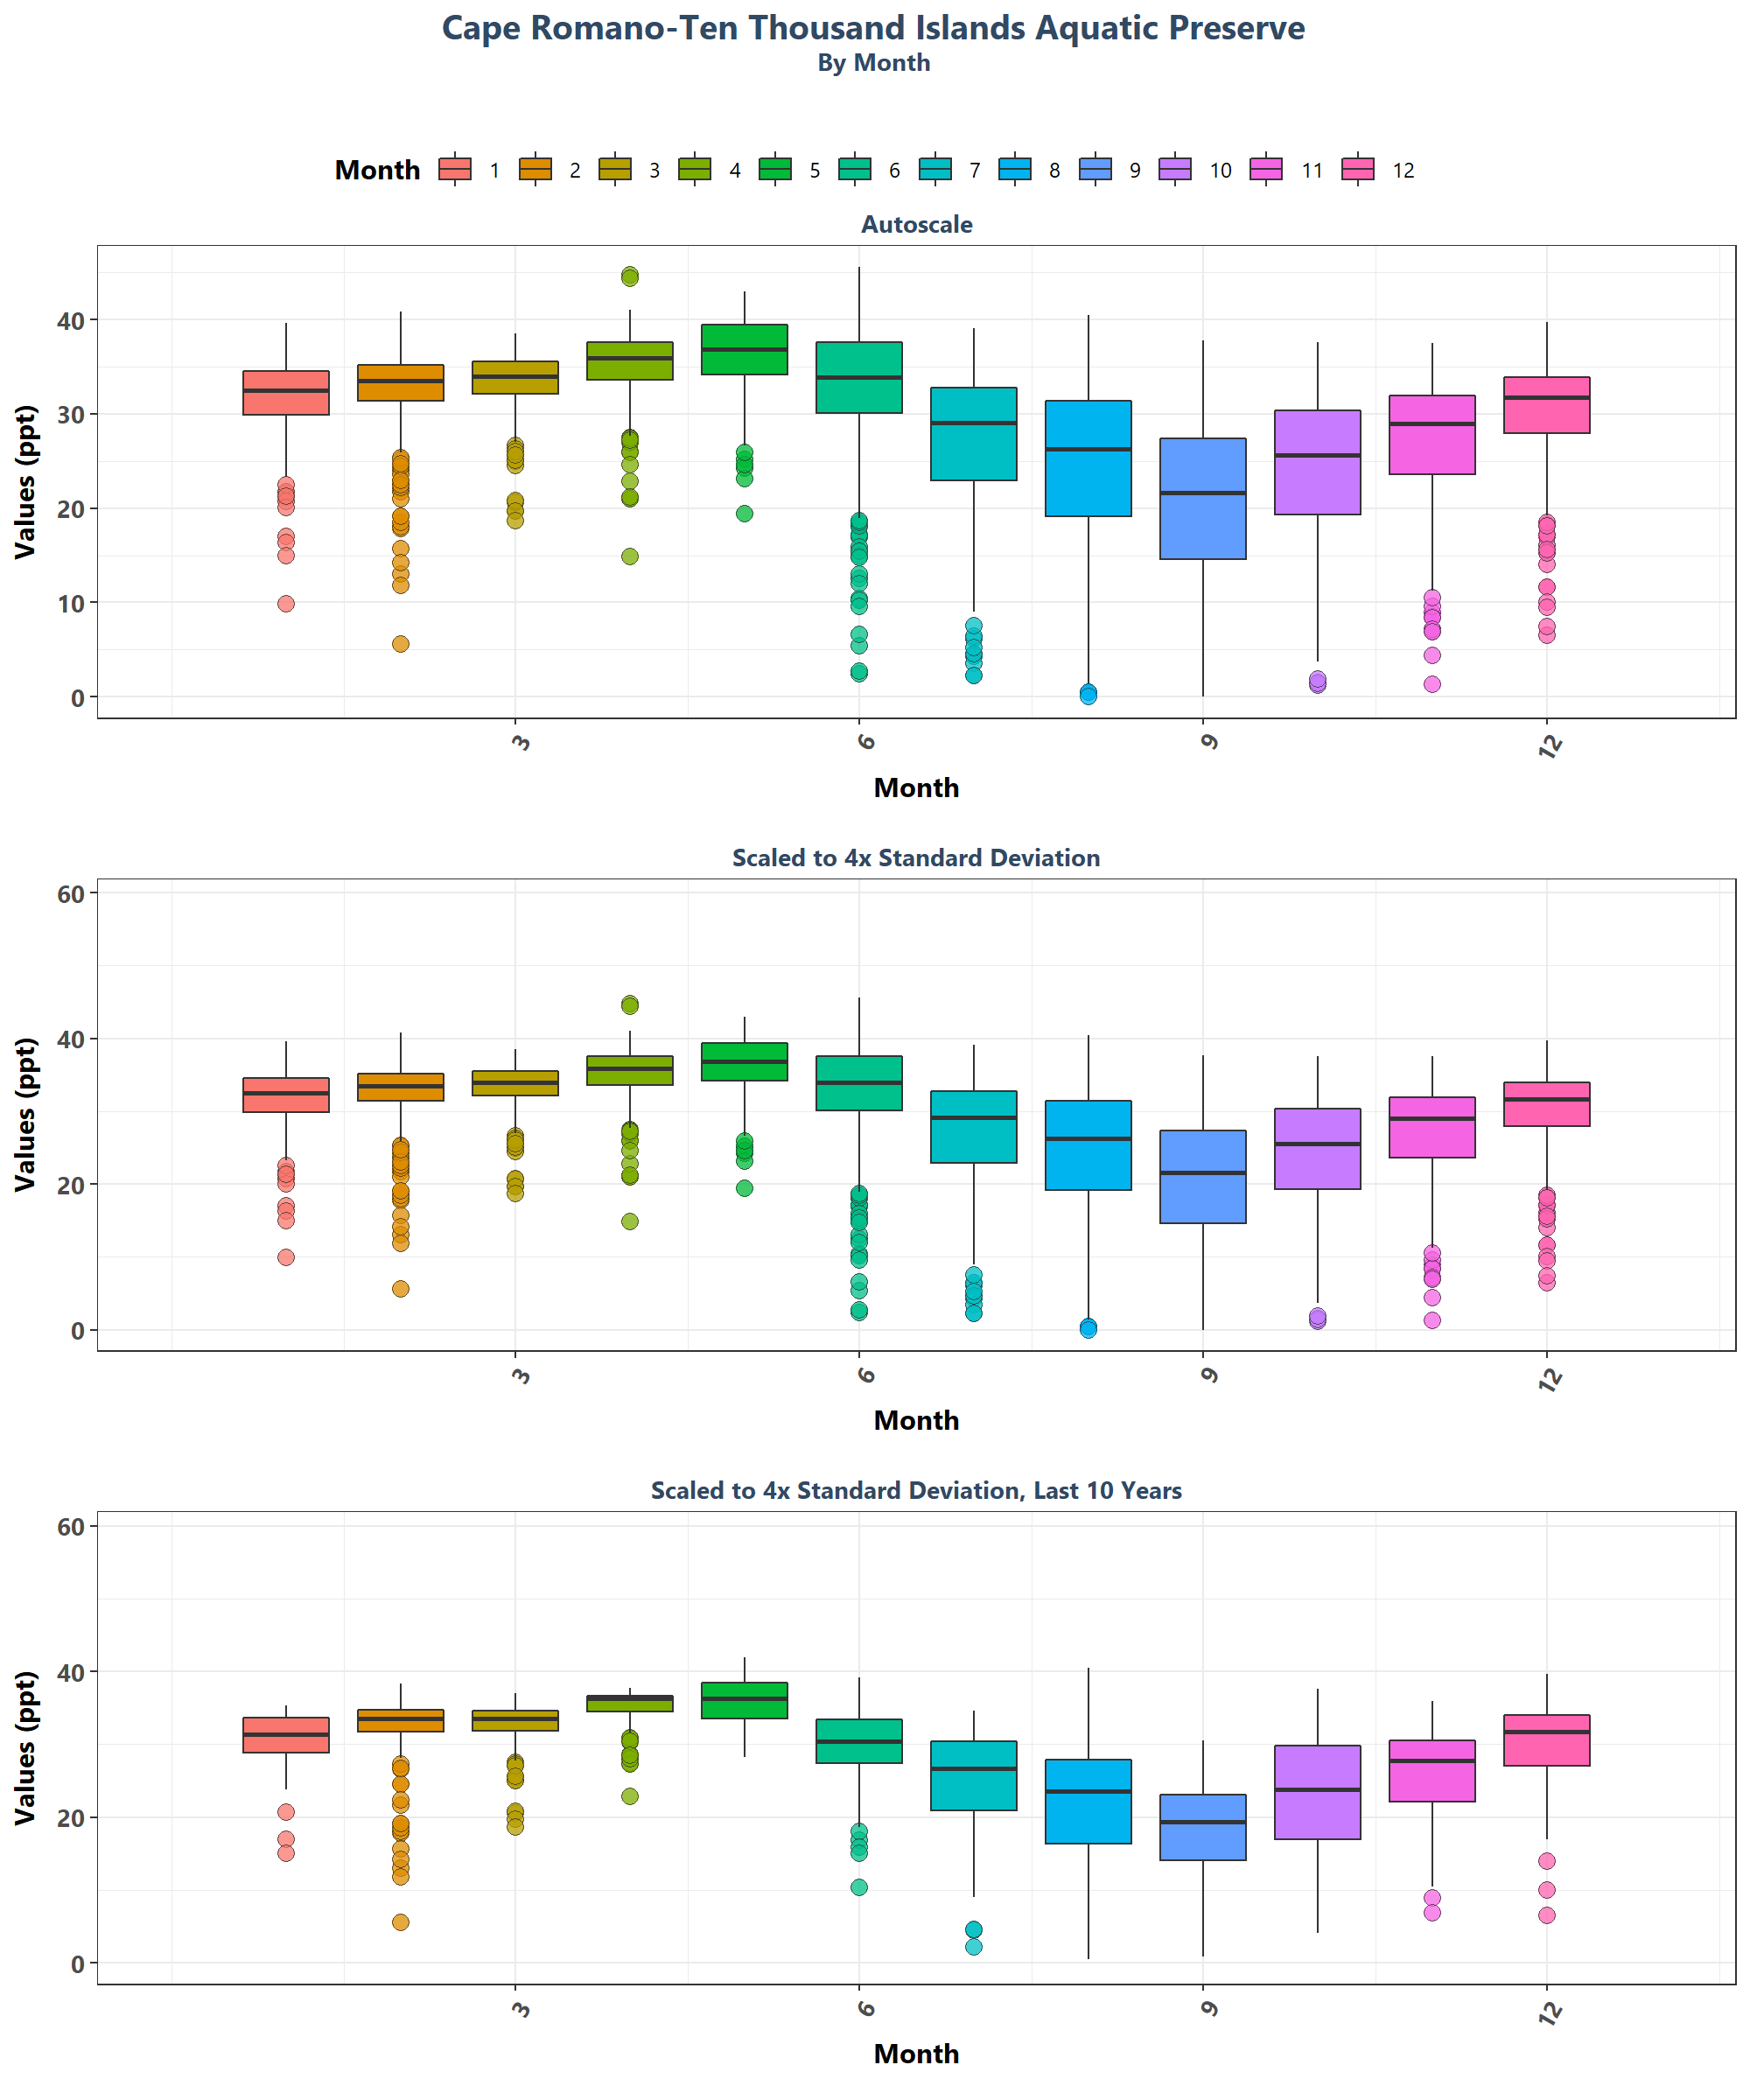 Cape Romano-Ten Thousand Islands Aquatic Preserve
By Month
Month 1 2 3 4 5 6 7 8 9 10 11 12
Autoscale
Values (ppt)
40
30
20
10
0
3 6 9 12
Month
Scaled to 4x Standard Deviation
Values (ppt)
60
40
20
0
3 6 9 12
Month
Scaled to 4x Standard Deviation, Last 10 Years
Values (ppt)
60
40
20
0
3 6 9 12
Month